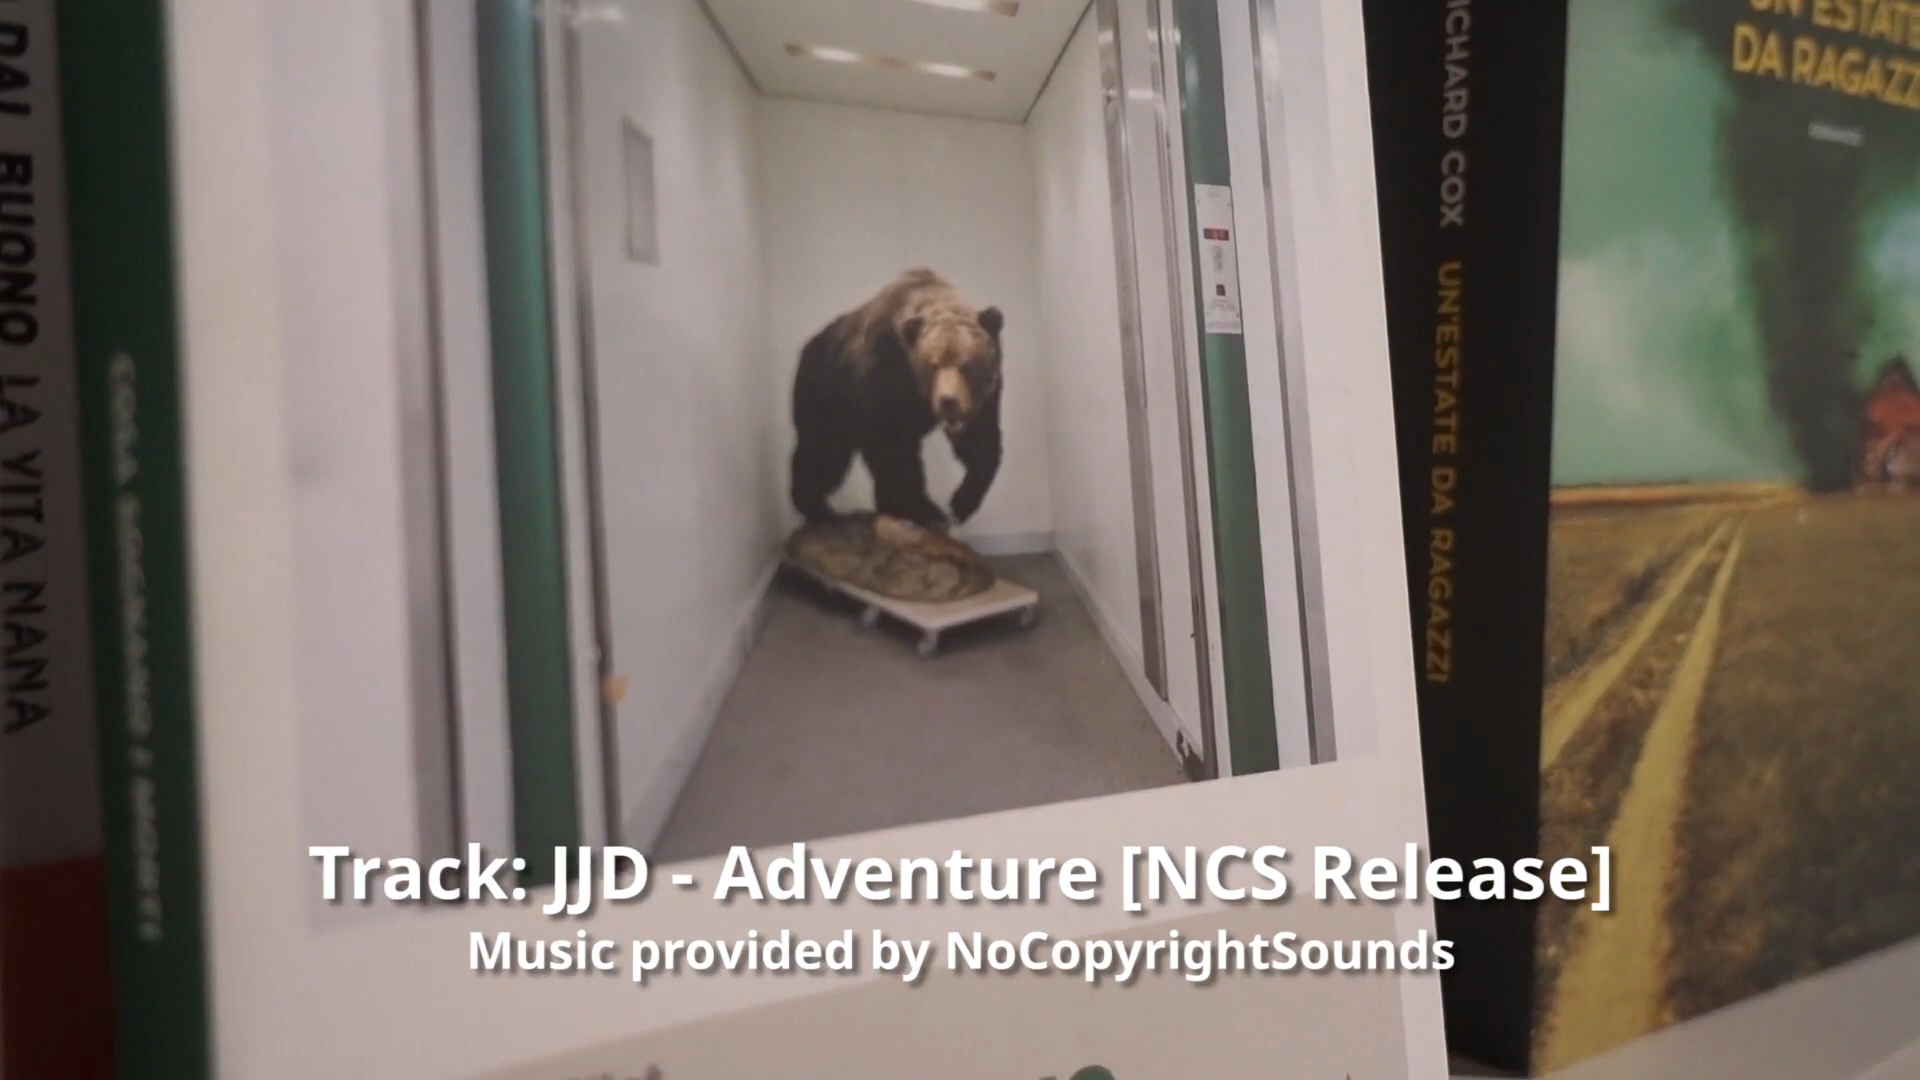 DAL BUONO LA VITA NANA
RICHARD COX UN'ESTATE DA RAGAZZI
UN'ESTATE
DA RAGAZZI
Track: JJD - Adventure [NCS Release]
Music provided by NoCopyrightSounds